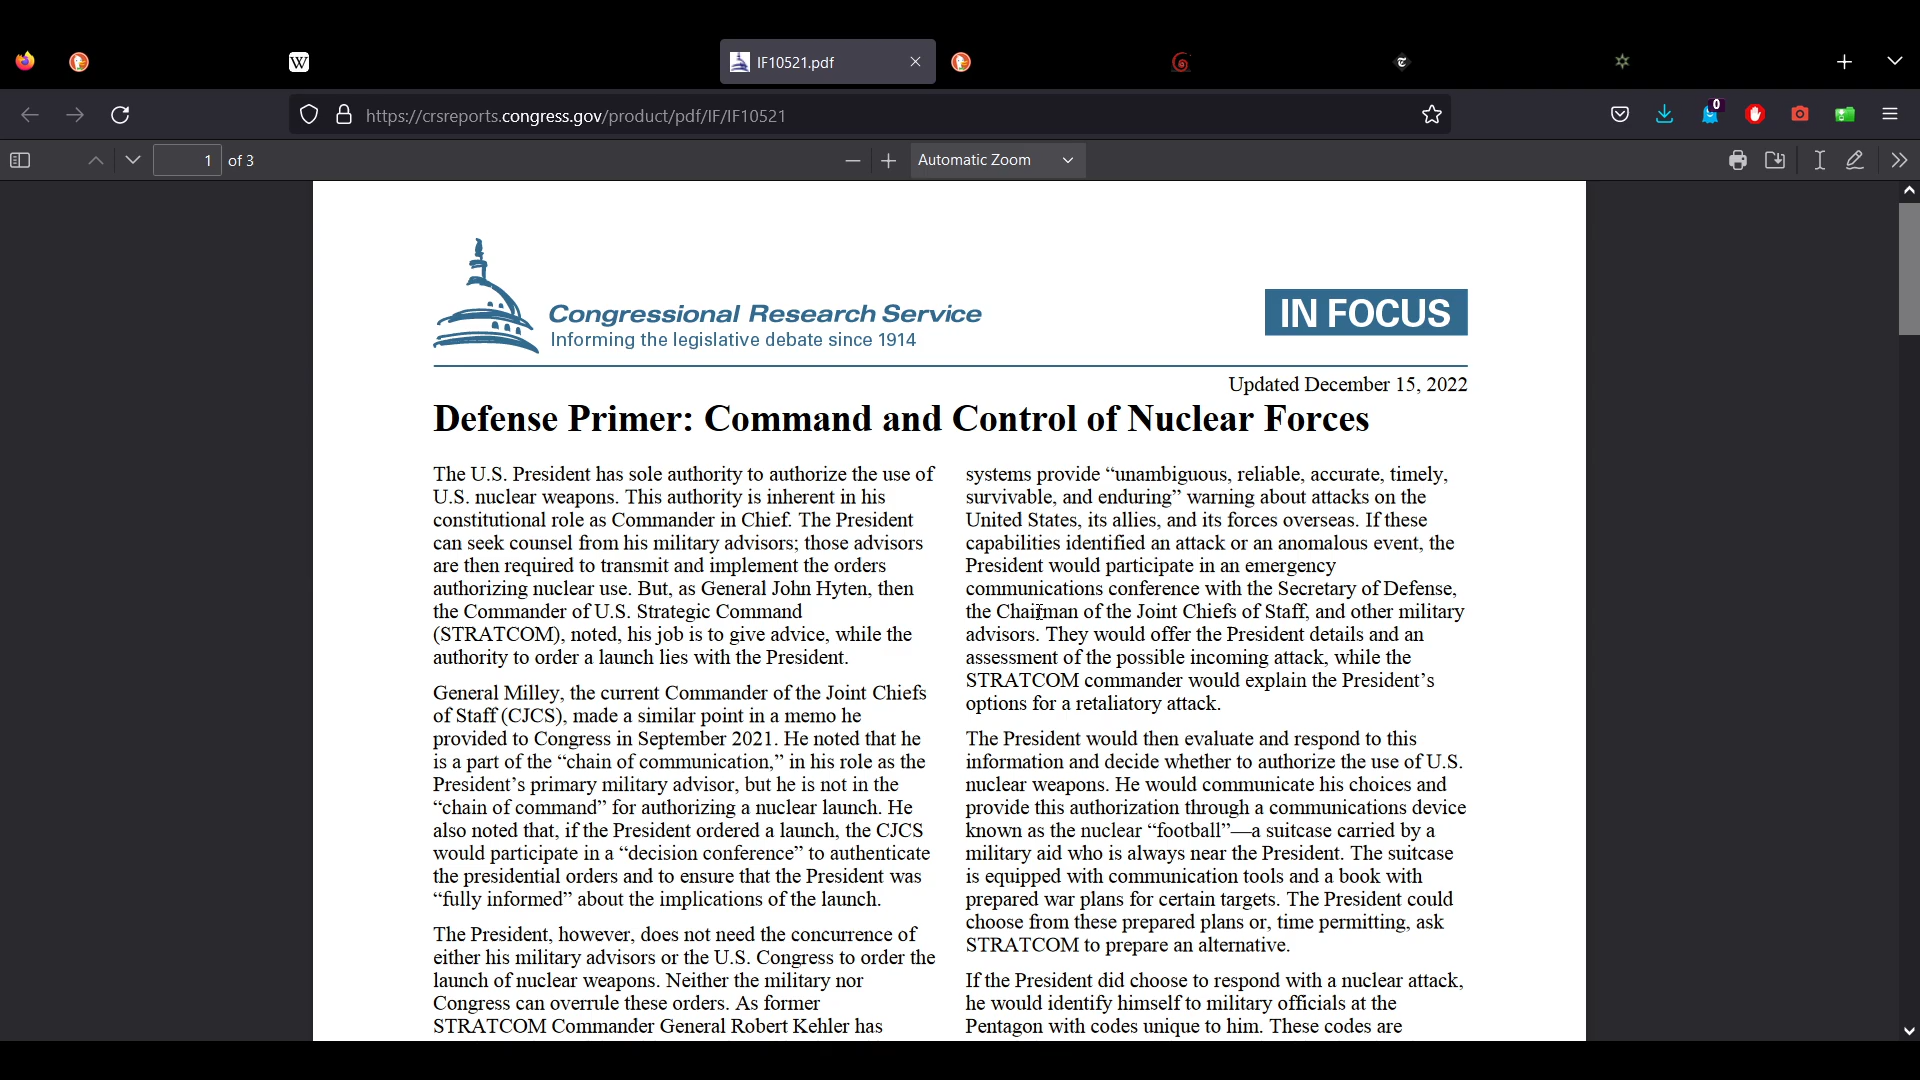 W
IF10521.pdf
https://crsreports.congress.gov/product/pdf/IF/IF10521
0
1 of 3
Automatic Zoom
Congressional Research Service
Informing the legislative debate since 1914
IN FOCUS
Updated December 15, 2022
Defense Primer: Command and Control of Nuclear Forces
The U.S. President has sole authority to authorize the use of
U.S. nuclear weapons. This authority is inherent in his
constitutional role as Commander in Chief. The President
can seek counsel from his military advisors; those advisors
are then required to transmit and implement the orders
authorizing nuclear use. But, as General John Hyten, then
the Commander of U.S. Strategic Command
(STRATCOM), noted, his job is to give advice, while the
authority to order a launch lies with the President.
General Milley, the current Commander of the Joint Chiefs
of Staff (CJCS), made a similar point in a memo he
provided to Congress in September 2021. He noted that he
is a part of the “chain of communication,” in his role as the
President’s primary military advisor, but he is not in the
“chain of command” for authorizing a nuclear launch. He
also noted that, if the President ordered a launch, the CJCS
would participate in a “decision conference” to authenticate
the presidential orders and to ensure that the President was
“fully informed” about the implications of the launch.
The President, however, does not need the concurrence of
either his military advisors or the U.S. Congress to order the
launch of nuclear weapons. Neither the military nor
Congress can overrule these orders. As former
STRATCOM Commander General Robert Kehler has
systems provide “unambiguous, reliable, accurate, timely,
survivable, and enduring” warning about attacks on the
United States, its allies, and its forces overseas. If these
capabilities identified an attack or an anomalous event, the
President would participate in an emergency
communications conference with the Secretary of Defense,
the Chairman of the Joint Chiefs of Staff, and other military
advisors. They would offer the President details and an
assessment of the possible incoming attack, while the
STRATCOM commander would explain the President’s
options for a retaliatory attack.
The President would then evaluate and respond to this
information and decide whether to authorize the use of U.S.
nuclear weapons. He would communicate his choices and
provide this authorization through a communications device
known as the nuclear “football”—a suitcase carried by a
military aid who is always near the President. The suitcase
is equipped with communication tools and a book with
prepared war plans for certain targets. The President could
choose from these prepared plans or, time permitting, ask
STRATCOM to prepare an alternative.
If the President did choose to respond with a nuclear attack,
he would identify himself to military officials at the
Pentagon with codes unique to him. These codes are